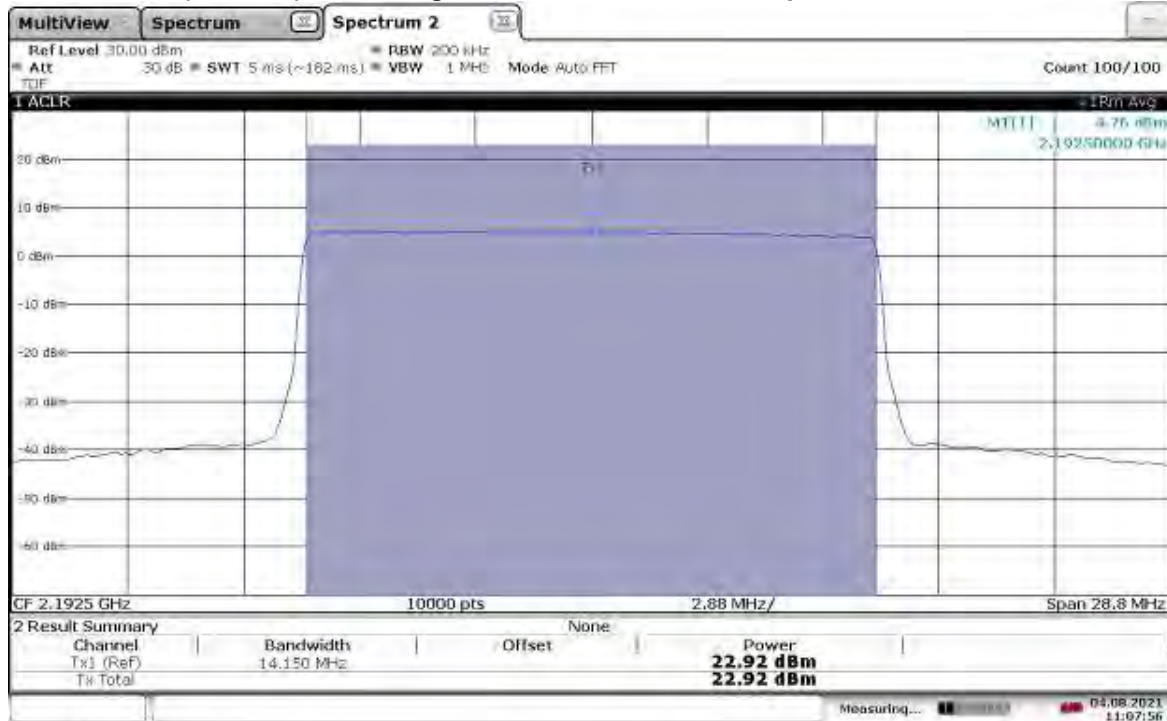 MultiView Spectrum Spectrum 2
Ref Level 30.00 dBm RBW 200 kHz
Att 30 dB SWT 5 ms (~182 ms) VBW 1 MHz Mode Auto FFT Count 100/100
TDF
1 ACLR 1Rm Avg
M1[1] 4.76 dBm
2.19250000 GHz
20 dBm
Tx1
10 dBm
0 dBm
-10 dBm
-20 dBm
-30 dBm
-40 dBm
-50 dBm
-60 dBm
CF 2.1925 GHz 10000 pts 2.88 MHz/ Span 28.8 MHz
2 Result Summary None
Channel Bandwidth Offset Power
Tx1 (Ref) 14.150 MHz 22.92 dBm
Tx Total 22.92 dBm
Measuring... 04.08.2021
11:07:56